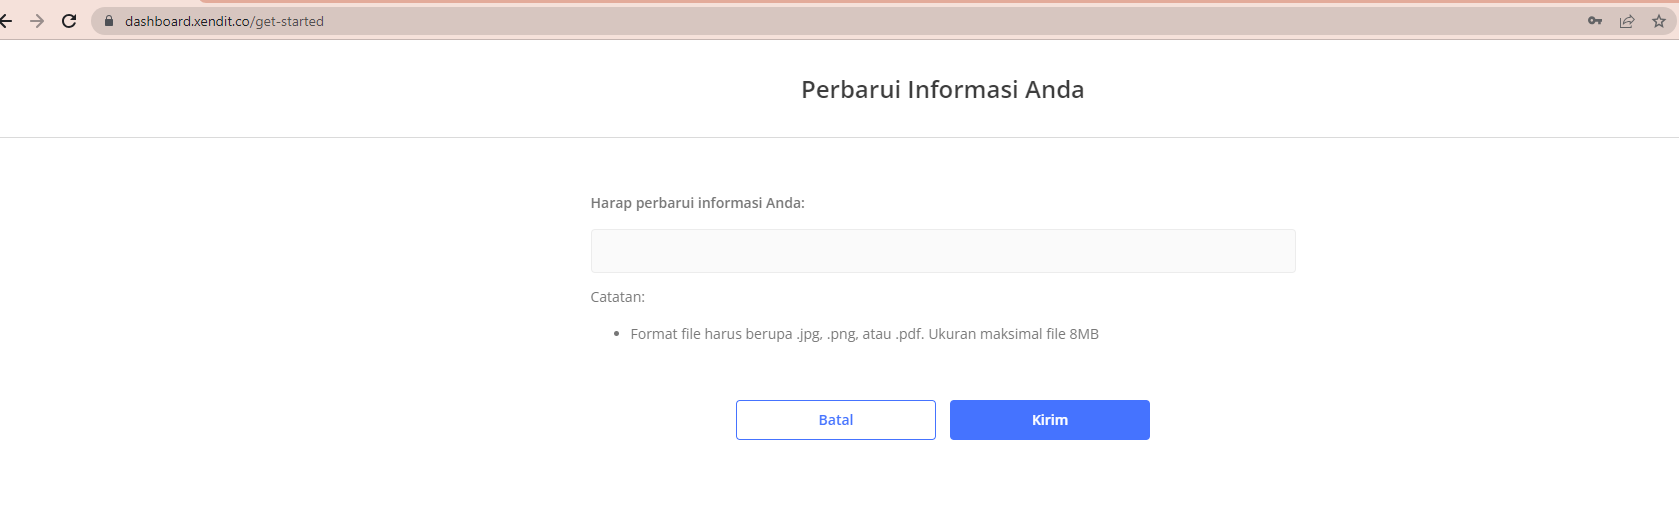 dashboard.xendit.co/get-started
Perbarui Informasi Anda
Harap perbarui informasi Anda:
Catatan:
• Format file harus berupa .jpg, .png, atau .pdf. Ukuran maksimal file 8MB
Batal
Kirim